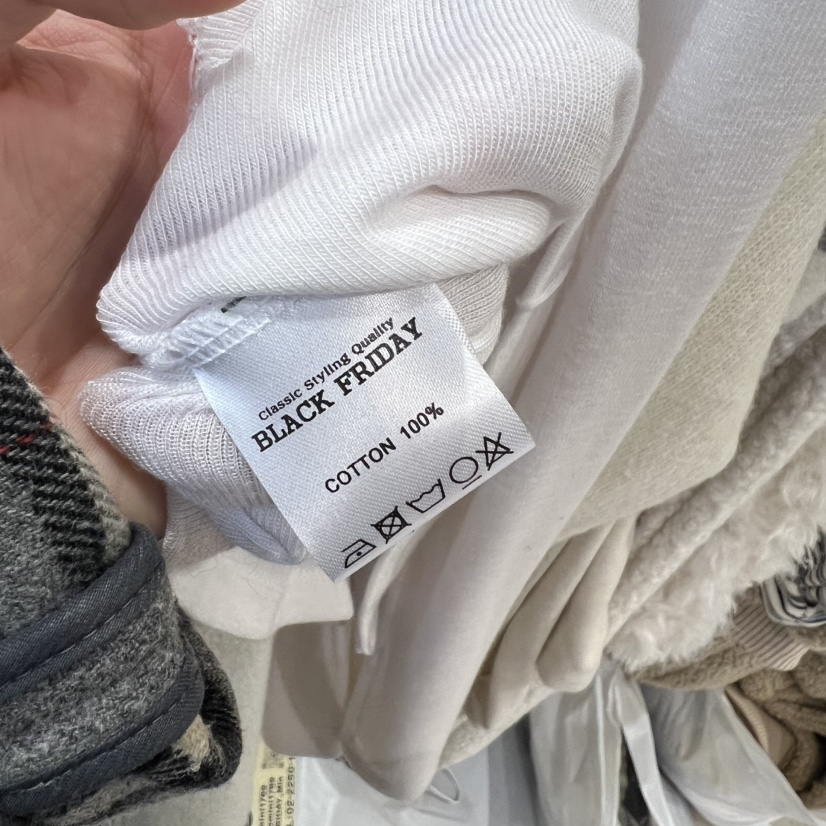 Classic Styling Quality
BLACK FRIDAY
COTTON 100%